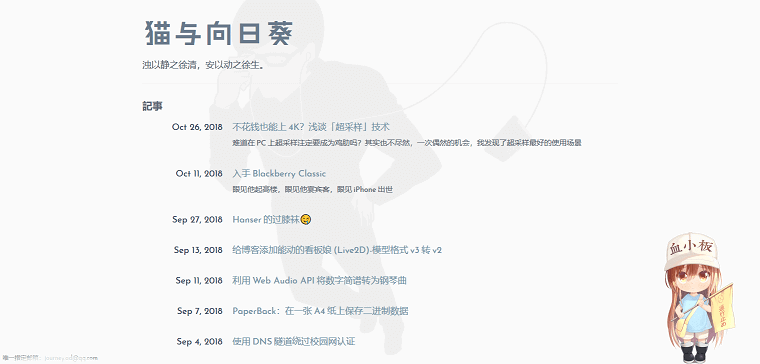 猫与向日葵
浊以静之徐清，安以动之徐生。
記事
Oct 26, 2018 不花钱也能上 4K？浅谈「超采样」技术
难道在 PC 上超采样注定要成为鸡肋吗？其实也不尽然，一次偶然的机会，我发现了超采样最好的使用场景
Oct 11, 2018 入手 Blackberry Classic
眼见他起高楼，眼见他宴宾客，眼见 iPhone 出世
Sep 27, 2018 Hanser 的过膝袜😏
Sep 13, 2018 给博客添加能动的看板娘 (Live2D)-模型格式 v3 转 v2
Sep 11, 2018 利用 Web Audio API 将数字简谱转为钢琴曲
Sep 7, 2018 PaperBack：在一张 A4 纸上保存二进制数据
Sep 4, 2018 使用 DNS 隧道绕过校园网认证
血小板